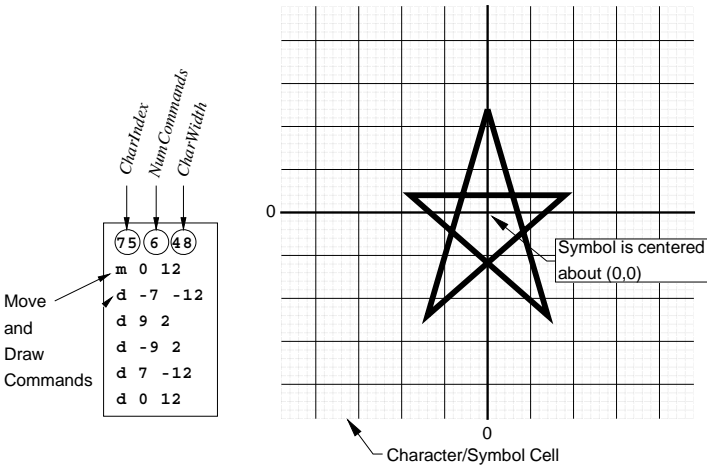 CharIndex
NumCommands
CharWidth
75 6 48
m 0 12
d -7 -12
d 9 2
d -9 2
d 7 -12
d 0 12
Move
and
Draw
Commands
0
Symbol is centered
about (0,0)
0
Character/Symbol Cell